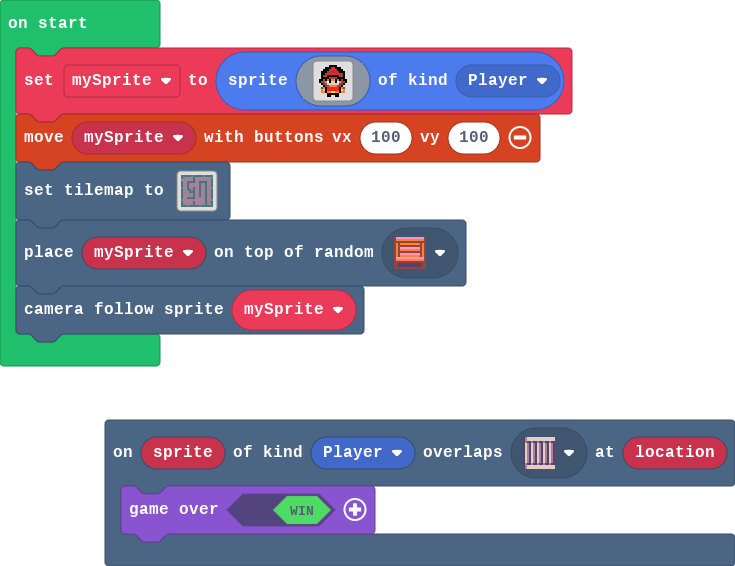 on start
set mySprite to sprite of kind Player
move mySprite with buttons vx 100 vy 100
set tilemap to
place mySprite on top of random
camera follow sprite mySprite
on sprite of kind Player overlaps at location
game over WIN